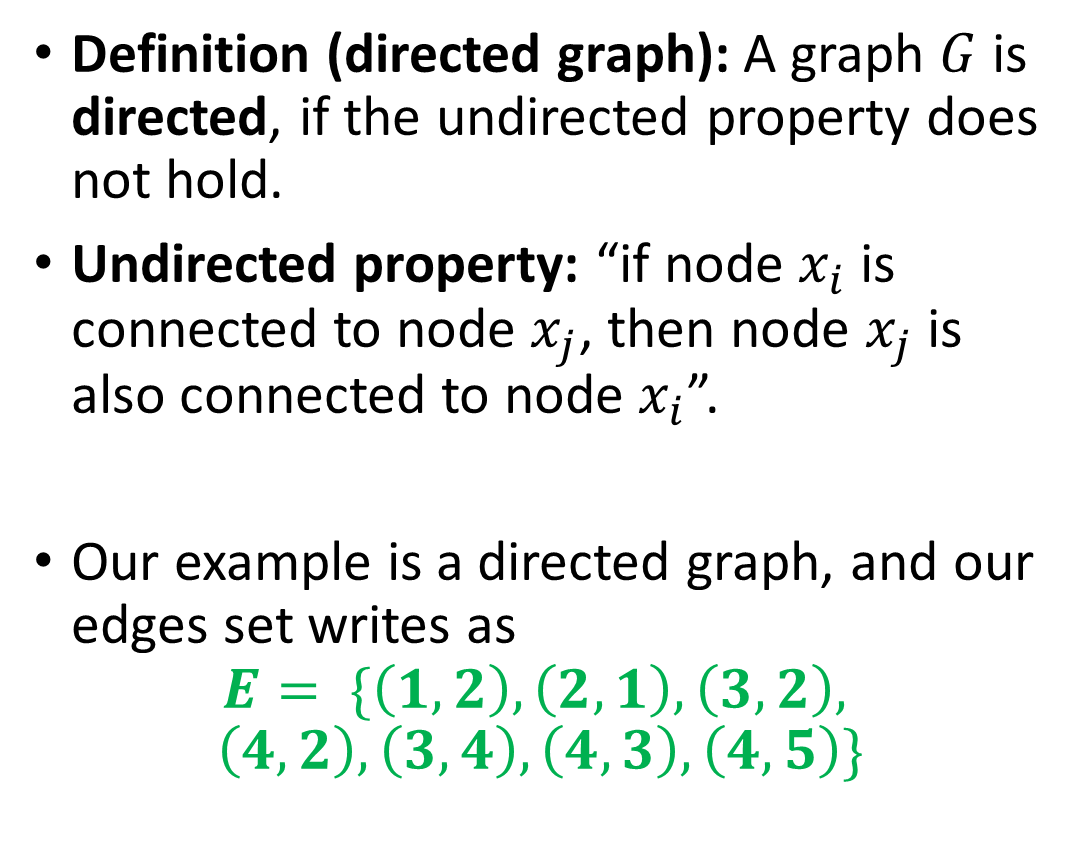 • Definition (directed graph): A graph G is
directed, if the undirected property does
not hold.
• Undirected property: “if node xᵢ is
connected to node xⱼ, then node xⱼ is
also connected to node xᵢ”.
• Our example is a directed graph, and our
edges set writes as
E = {(1, 2), (2, 1), (3, 2),
(4, 2), (3, 4), (4, 3), (4, 5)}